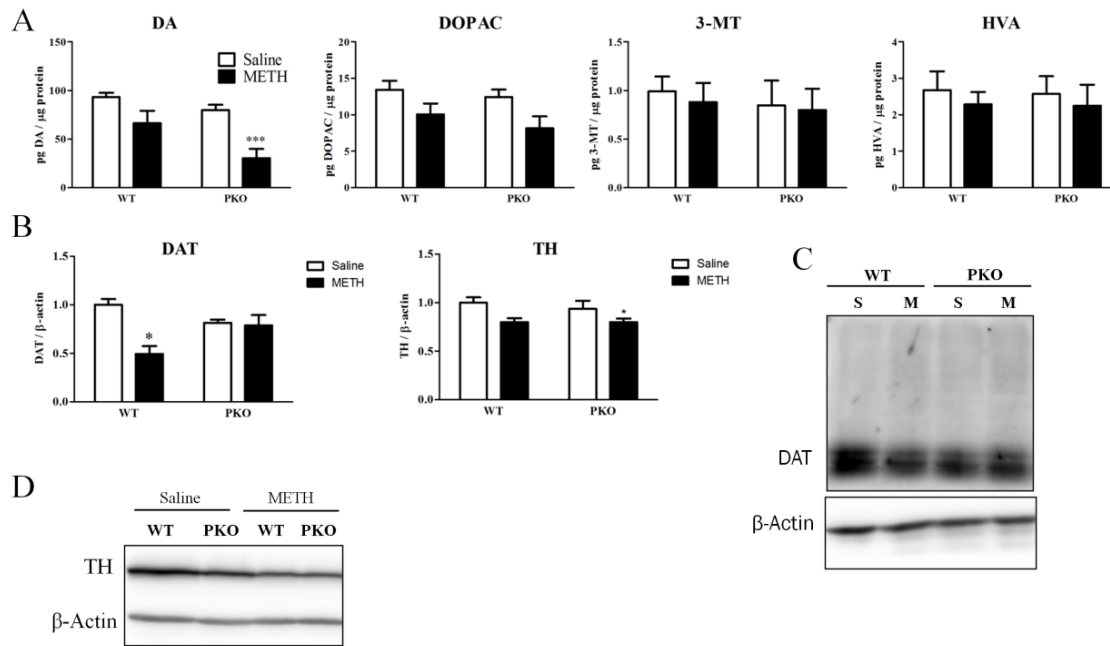 A
DA
pg DA / µg protein
100
75
50
25
0
Saline
METH
***
WT
PKO
DOPAC
pg DOPAC / µg protein
20
15
10
5
0
WT
PKO
3-MT
pg 3-MT / µg protein
1.5
1.0
0.5
0.0
WT
PKO
HVA
pg HVA / µg protein
4
3
2
1
0
WT
PKO
B
DAT
DAT / β-actin
1.5
1.0
0.5
0.0
Saline
METH
*
WT
PKO
TH
TH / β-actin
1.5
1.0
0.5
0.0
Saline
METH
*
WT
PKO
C
WT PKO
S M S M
DAT
β-Actin
D
Saline METH
WT PKO WT PKO
TH
β-Actin